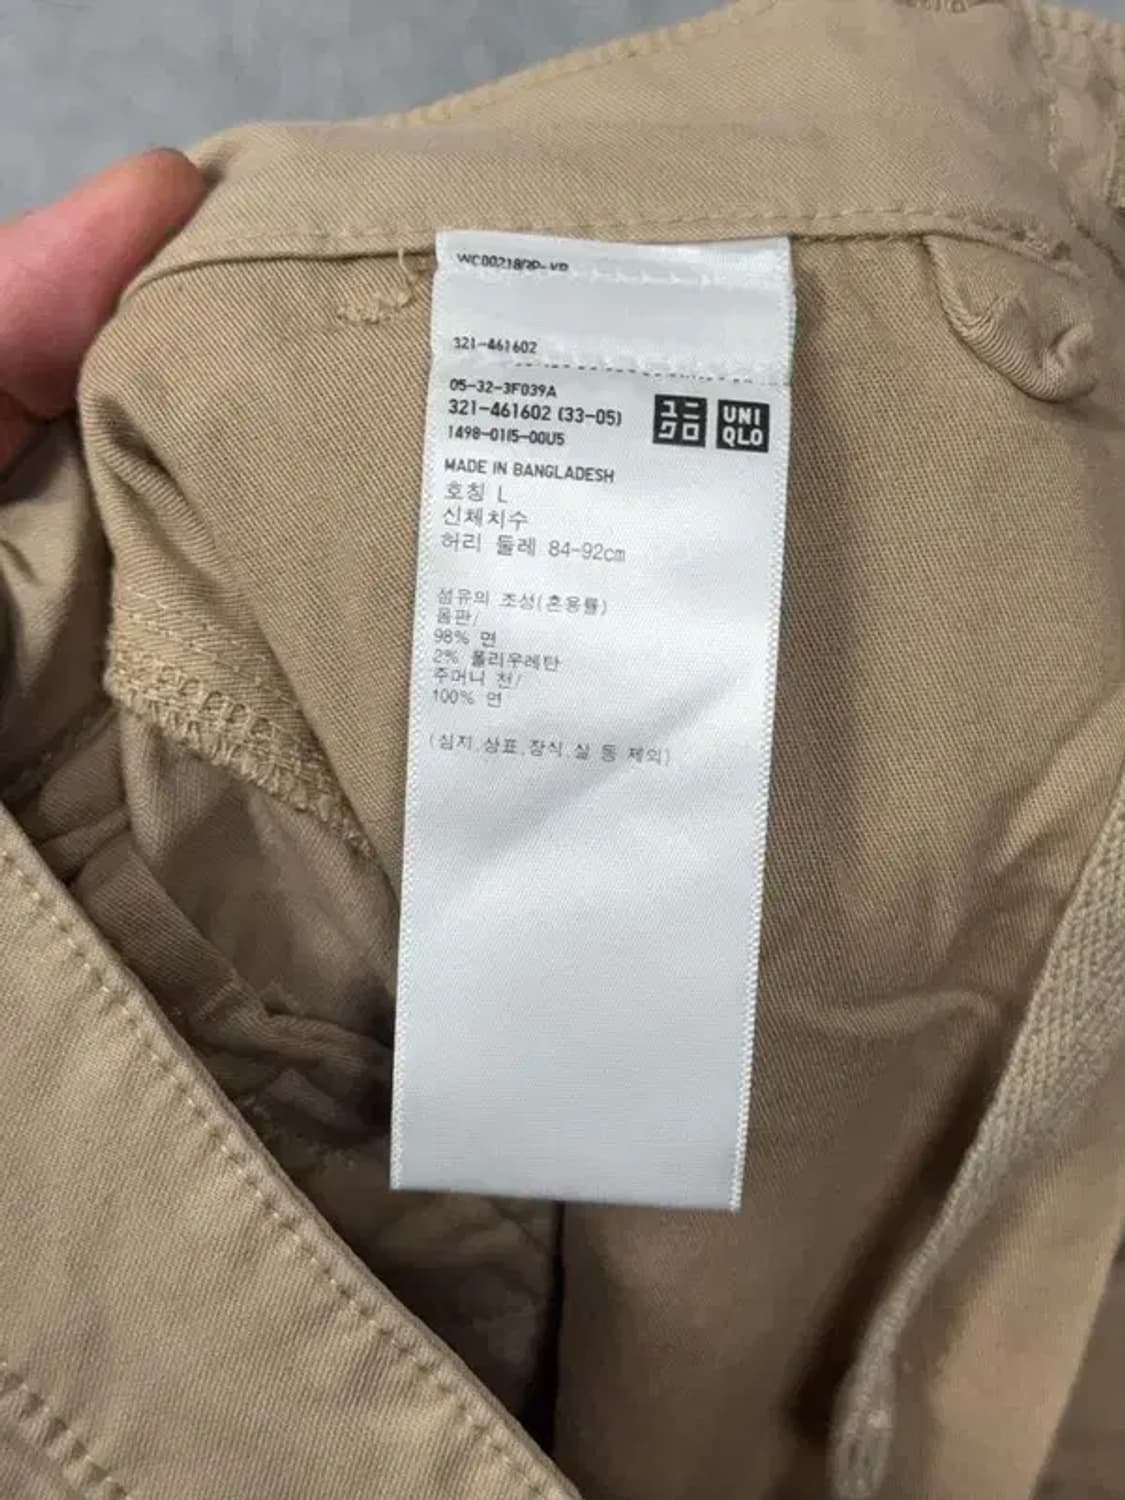 321-461602
05-32-3F039A
321-461602 (33-05)
ユニ
クロ
UNI
QLO
1498-0115-00U5
MADE IN BANGLADESH
호칭 L
신체치수
허리 둘레 84-92cm
섬유의 조성(혼용률)
몸판/
98% 면
2% 폴리우레탄
주머니 천/
100% 면
(심지,상표,장식,실 등 제외)